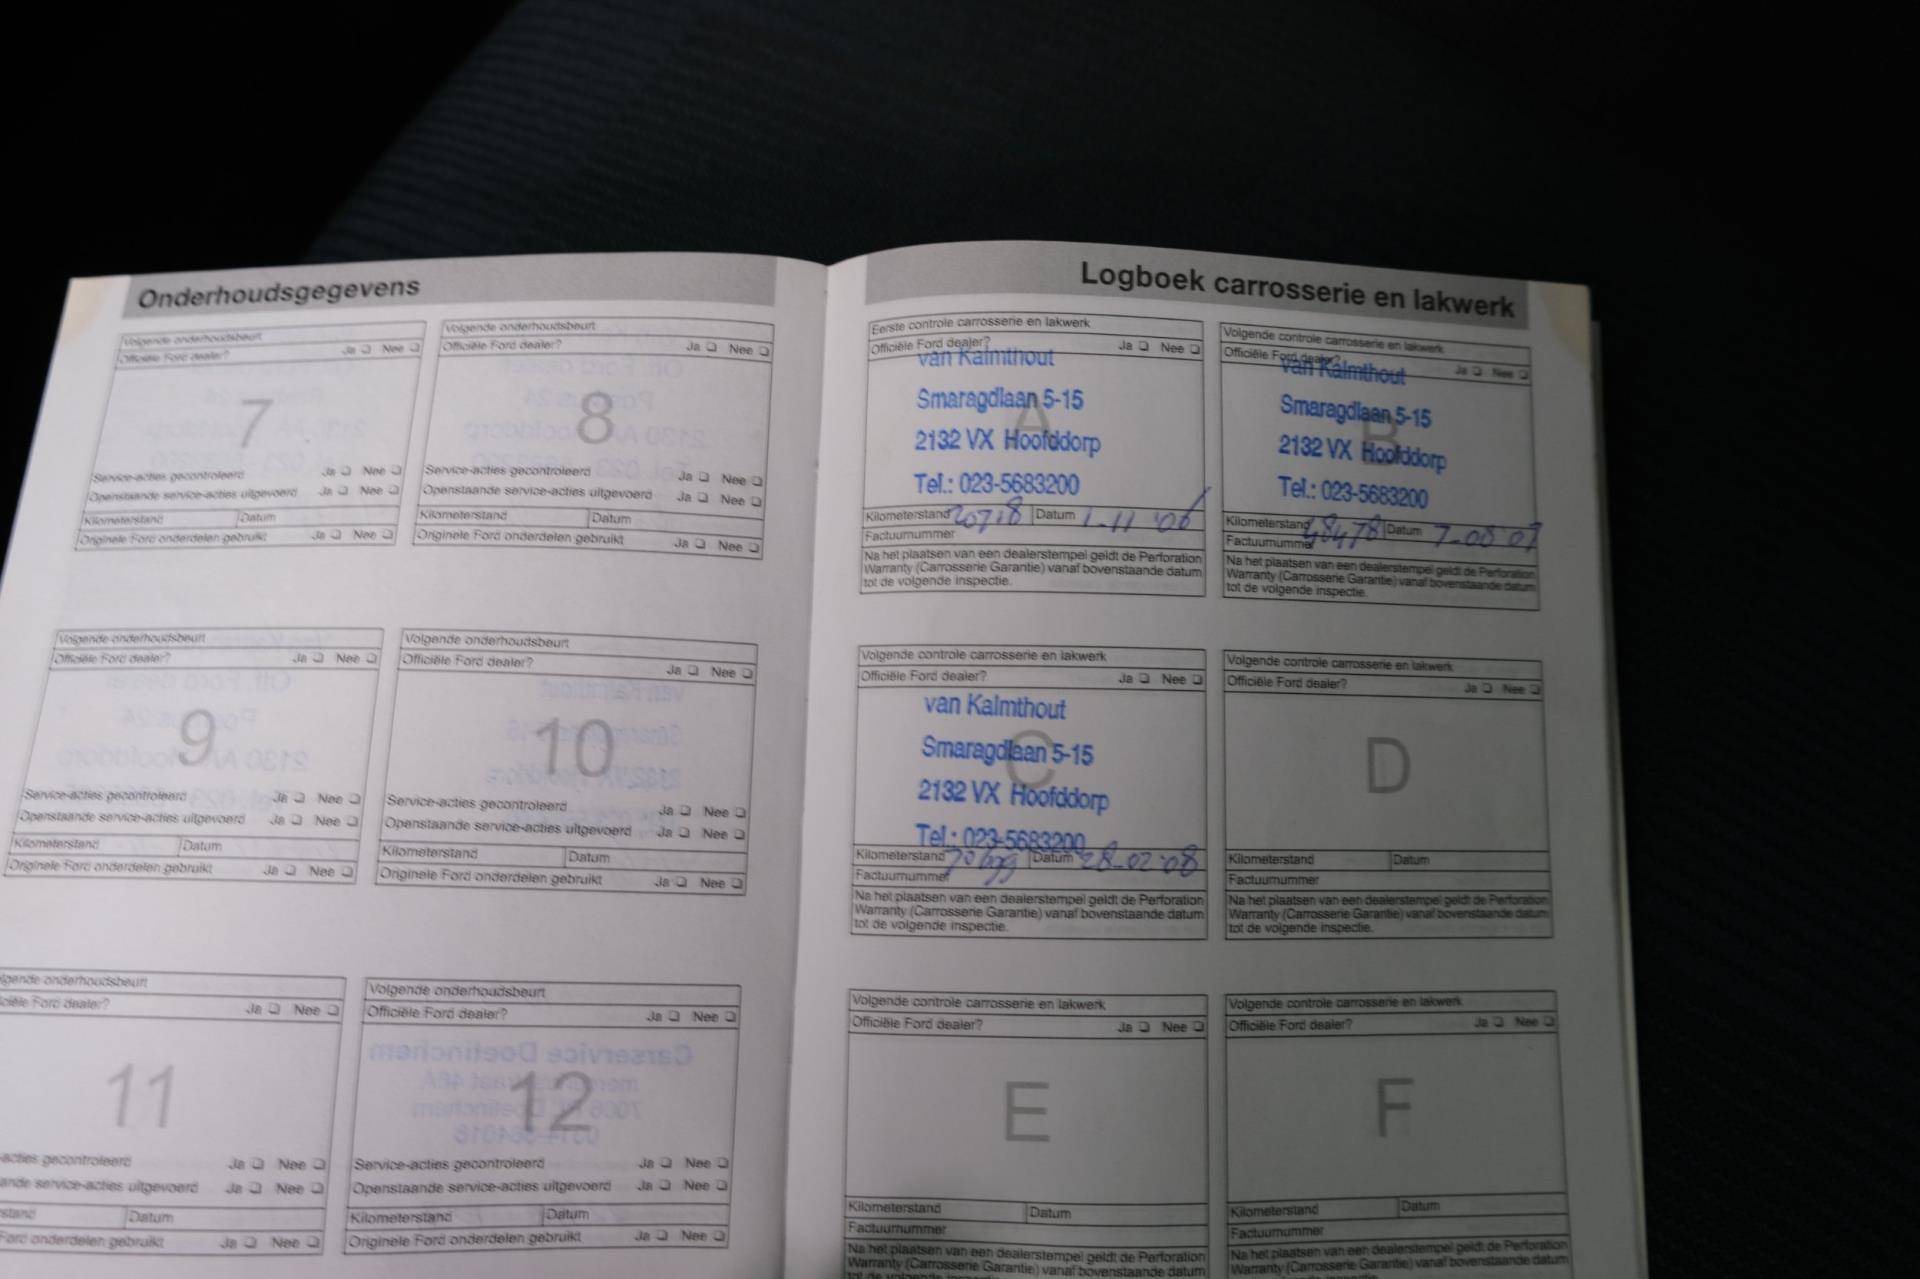 Onderhoudsgegevens
Volgende onderhoudsbeurt
Officiële Ford dealer? Ja Nee
7
Service-acties gecontroleerd Ja Nee
Openstaande service-acties uitgevoerd Ja Nee
Kilometerstand Datum
Originele Ford onderdelen gebruikt Ja Nee
Volgende onderhoudsbeurt
Officiële Ford dealer? Ja Nee
8
Service-acties gecontroleerd Ja Nee
Openstaande service-acties uitgevoerd Ja Nee
Kilometerstand Datum
Originele Ford onderdelen gebruikt Ja Nee
Volgende onderhoudsbeurt
Officiële Ford dealer? Ja Nee
9
Service-acties gecontroleerd Ja Nee
Openstaande service-acties uitgevoerd Ja Nee
Kilometerstand Datum
Originele Ford onderdelen gebruikt Ja Nee
Volgende onderhoudsbeurt
Officiële Ford dealer? Ja Nee
10
Service-acties gecontroleerd Ja Nee
Openstaande service-acties uitgevoerd Ja Nee
Kilometerstand Datum
Originele Ford onderdelen gebruikt Ja Nee
lgende onderhoudsbeurt
ciële Ford dealer? Ja Nee
11
-acties gecontroleerd Ja Nee
ande service-acties uitgevoerd Ja Nee
stand Datum
Ford onderdelen gebruikt Ja Nee
Volgende onderhoudsbeurt
Officiële Ford dealer? Ja Nee
12
Service-acties gecontroleerd Ja Nee
Openstaande service-acties uitgevoerd Ja Nee
Kilometerstand Datum
Originele Ford onderdelen gebruikt Ja Nee
Logboek carrosserie en lakwerk
Eerste controle carrosserie en lakwerk
Officiële Ford dealer? Ja Nee
A
van Kalmthout
Smaragdlaan 5-15
2132 VX Hoofddorp
Tel.: 023-5683200
Kilometerstand 20718 Datum 1-11 '06
Factuurnummer
Na het plaatsen van een dealerstempel geldt de Perforation
Warranty (Carrosserie Garantie) vanaf bovenstaande datum
tot de volgende inspectie.
Volgende controle carrosserie en lakwerk
Officiële Ford dealer? Ja Nee
B
van Kalmthout
Smaragdlaan 5-15
2132 VX Hoofddorp
Tel.: 023-5683200
Kilometerstand 48478 Datum 7-08 07
Factuurnummer
Na het plaatsen van een dealerstempel geldt de Perforation
Warranty (Carrosserie Garantie) vanaf bovenstaande datum
tot de volgende inspectie.
Volgende controle carrosserie en lakwerk
Officiële Ford dealer? Ja Nee
C
van Kalmthout
Smaragdlaan 5-15
2132 VX Hoofddorp
Tel.: 023-5683200
Kilometerstand Datum 28-02 '08
Factuurnummer
Na het plaatsen van een dealerstempel geldt de Perforation
Warranty (Carrosserie Garantie) vanaf bovenstaande datum
tot de volgende inspectie.
Volgende controle carrosserie en lakwerk
Officiële Ford dealer? Ja Nee
D
Kilometerstand Datum
Factuurnummer
Na het plaatsen van een dealerstempel geldt de Perforation
Warranty (Carrosserie Garantie) vanaf bovenstaande datum
tot de volgende inspectie.
Volgende controle carrosserie en lakwerk
Officiële Ford dealer? Ja Nee
E
Kilometerstand Datum
Factuurnummer
Na het plaatsen van een dealerstempel geldt de Perforation
Warranty (Carrosserie Garantie) vanaf bovenstaande datum
Volgende controle carrosserie en lakwerk
Officiële Ford dealer? Ja Nee
F
Kilometerstand Datum
Factuurnummer
Na het plaatsen van een dealerstempel geldt de Perforation
Warranty (Carrosserie Garantie) vanaf bovenstaande datum